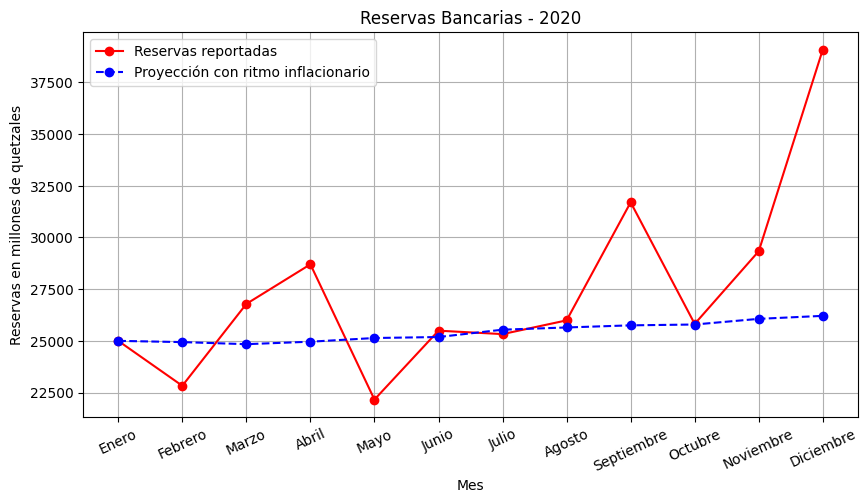 Reservas Bancarias - 2020
Reservas reportadas
Proyección con ritmo inflacionario
Reservas en millones de quetzales
37500
35000
32500
30000
27500
25000
22500
Enero
Febrero
Marzo
Abril
Mayo
Junio
Julio
Agosto
Septiembre
Octubre
Noviembre
Diciembre
Mes